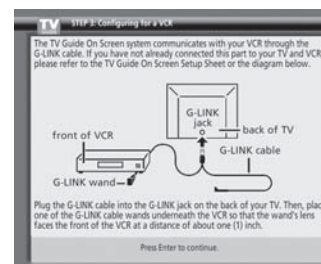 TV STEP 3: Configuring for a VCR
The TV Guide On Screen system communicates with your VCR through the
G-LINK cable. If you have not already connected this part to your TV and VCR,
please refer to the TV Guide On Screen Setup Sheet or the diagram below.
G-LINK
jack
front of VCR
back of TV
G-LINK cable
G-LINK wand
Plug the G-LINK cable into the G-LINK jack on the back of your TV. Then, plac
one of the G-LINK cable wands underneath the VCR so that the wand's lens
faces the front of the VCR at a distance of about one (1) inch.
Press Enter to continue.